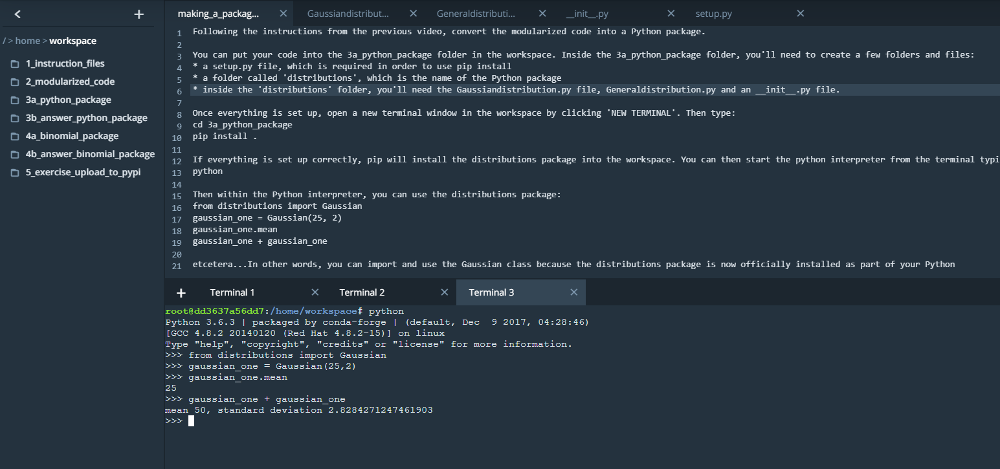 / > home > workspace
1_instruction_files
2_modularized_code
3a_python_package
3b_answer_python_package
4a_binomial_package
4b_answer_binomial_package
5_exercise_upload_to_pypi
making_a_packag... Gaussiandistribut... Generaldistributi... __init__.py setup.py
1 Following the instructions from the previous video, convert the modularized code into a Python package.
2
3 You can put your code into the 3a_python_package folder in the workspace. Inside the 3a_python_package folder, you'll need to create a few folders and files:
4 * a setup.py file, which is required in order to use pip install
5 * a folder called 'distributions', which is the name of the Python package
6 * inside the 'distributions' folder, you'll need the Gaussiandistribution.py file, Generaldistribution.py and an __init__.py file.
7
8 Once everything is set up, open a new terminal window in the workspace by clicking 'NEW TERMINAL'. Then type:
9 cd 3a_python_package
10 pip install .
11
12 If everything is set up correctly, pip will install the distributions package into the workspace. You can then start the python interpreter from the terminal typi
13 python
14
15 Then within the Python interpreter, you can use the distributions package:
16 from distributions import Gaussian
17 gaussian_one = Gaussian(25, 2)
18 gaussian_one.mean
19 gaussian_one + gaussian_one
20
21 etcetera...In other words, you can import and use the Gaussian class because the distributions package is now officially installed as part of your Python
Terminal 1 Terminal 2 Terminal 3
root@dd3637a56dd7:/home/workspace# python
Python 3.6.3 | packaged by conda-forge | (default, Dec  9 2017, 04:28:46)
[GCC 4.8.2 20140120 (Red Hat 4.8.2-15)] on linux
Type "help", "copyright", "credits" or "license" for more information.
>>> from distributions import Gaussian
>>> gaussian_one = Gaussian(25,2)
>>> gaussian_one.mean
25
>>> gaussian_one + gaussian_one
mean 50, standard deviation 2.8284271247461903
>>>